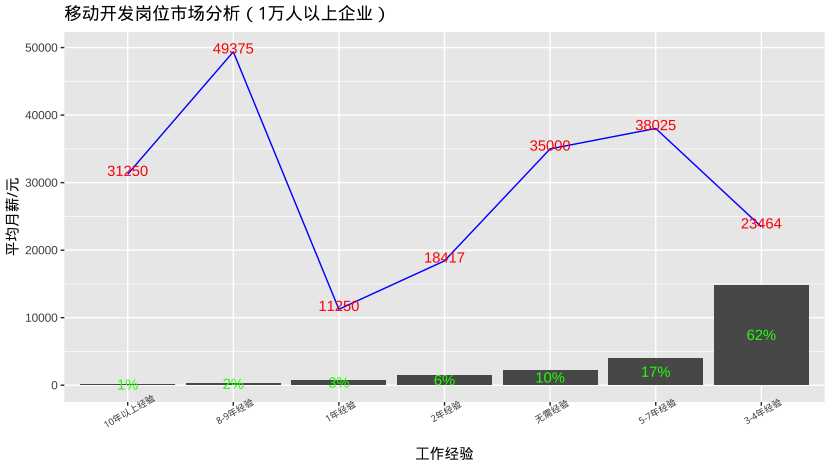 移动开发岗位市场分析（1万人以上企业）
平均月薪/元
50000
40000
30000
20000
10000
0
31250
49375
11250
18417
35000
38025
23464
1%
2%
3%
6%
10%
17%
62%
10年以上经验
8-9年经验
1年经验
2年经验
无需经验
5-7年经验
3-4年经验
工作经验